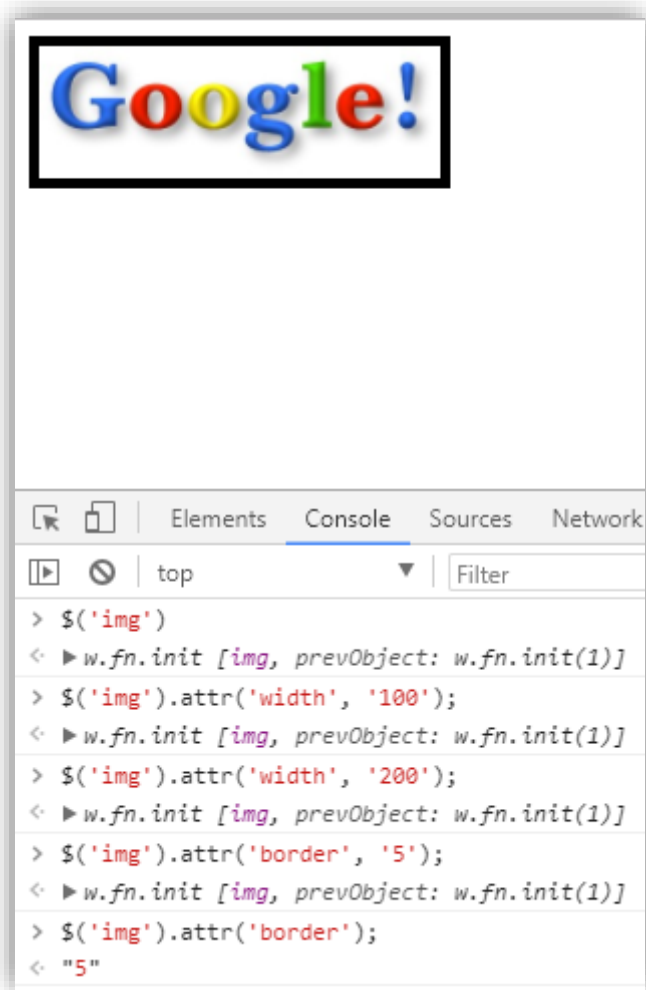 Google!
Elements Console Sources Network
top ▼ Filter
> $('img')
<· ▶ w.fn.init [img, prevObject: w.fn.init(1)]
> $('img').attr('width', '100');
<· ▶ w.fn.init [img, prevObject: w.fn.init(1)]
> $('img').attr('width', '200');
<· ▶ w.fn.init [img, prevObject: w.fn.init(1)]
> $('img').attr('border', '5');
<· ▶ w.fn.init [img, prevObject: w.fn.init(1)]
> $('img').attr('border');
<· "5"